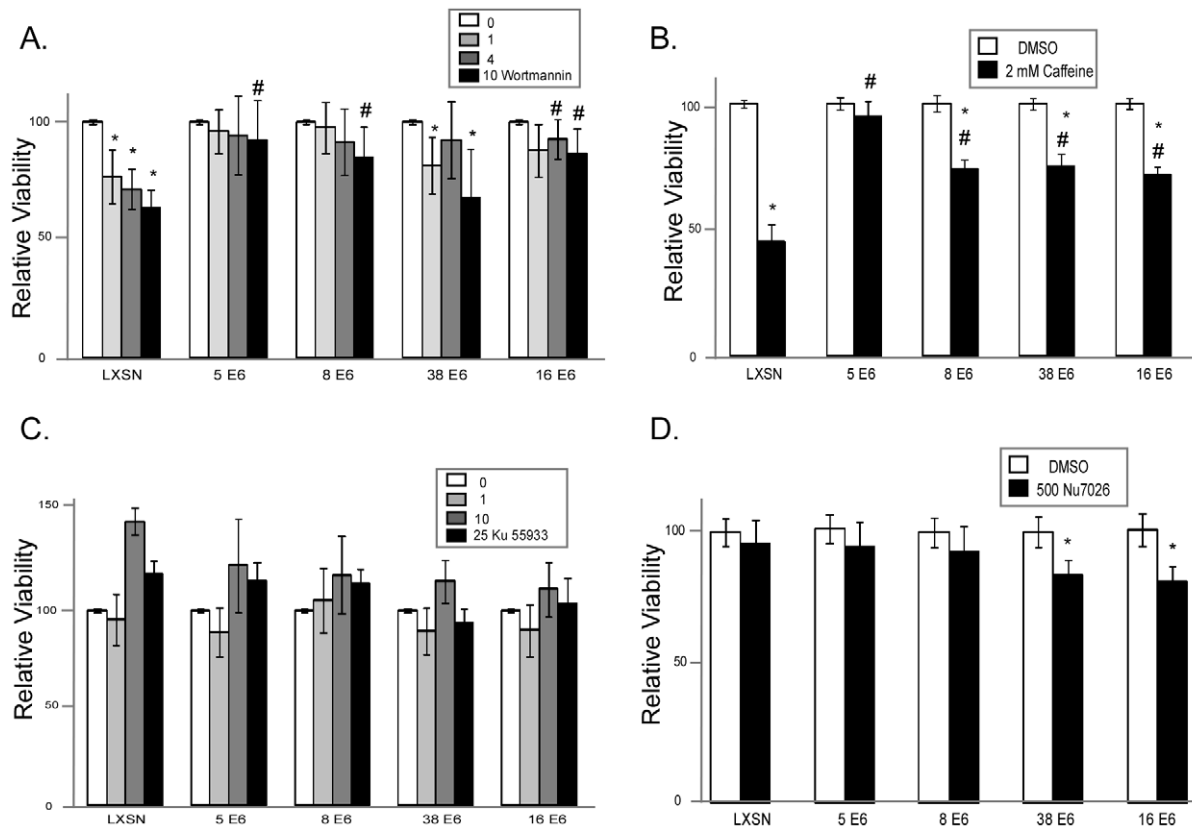 A.
0
1
4
10 Wortmannin
Relative Viability
100
50
0
* * *
#
#
* *
# #
LXSN 5 E6 8 E6 38 E6 16 E6
B.
DMSO
2 mM Caffeine
Relative Viability
100
50
0
*
#
*
#
*
#
*
#
LXSN 5 E6 8 E6 38 E6 16 E6
C.
0
1
10
25 Ku 55933
Relative Viability
150
100
50
0
LXSN 5 E6 8 E6 38 E6 16 E6
D.
DMSO
500 Nu7026
Relative Viability
100
50
0
* *
LXSN 5 E6 8 E6 38 E6 16 E6